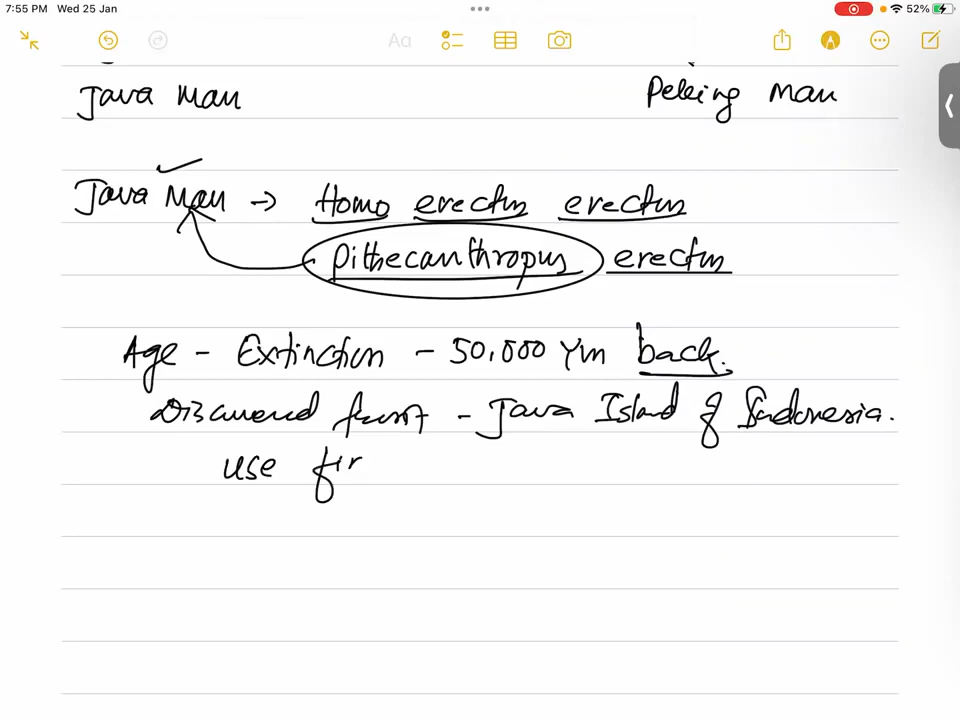 7:55 PM Wed 25 Jan 52%
Aa
Java Man Peking Man
Java Man → Homo erectus erectus
Pithecanthropus erectus
Age - Extinction - 50,000 Yrs back.
Discovered from - Java Island of Indonesia.
use fir